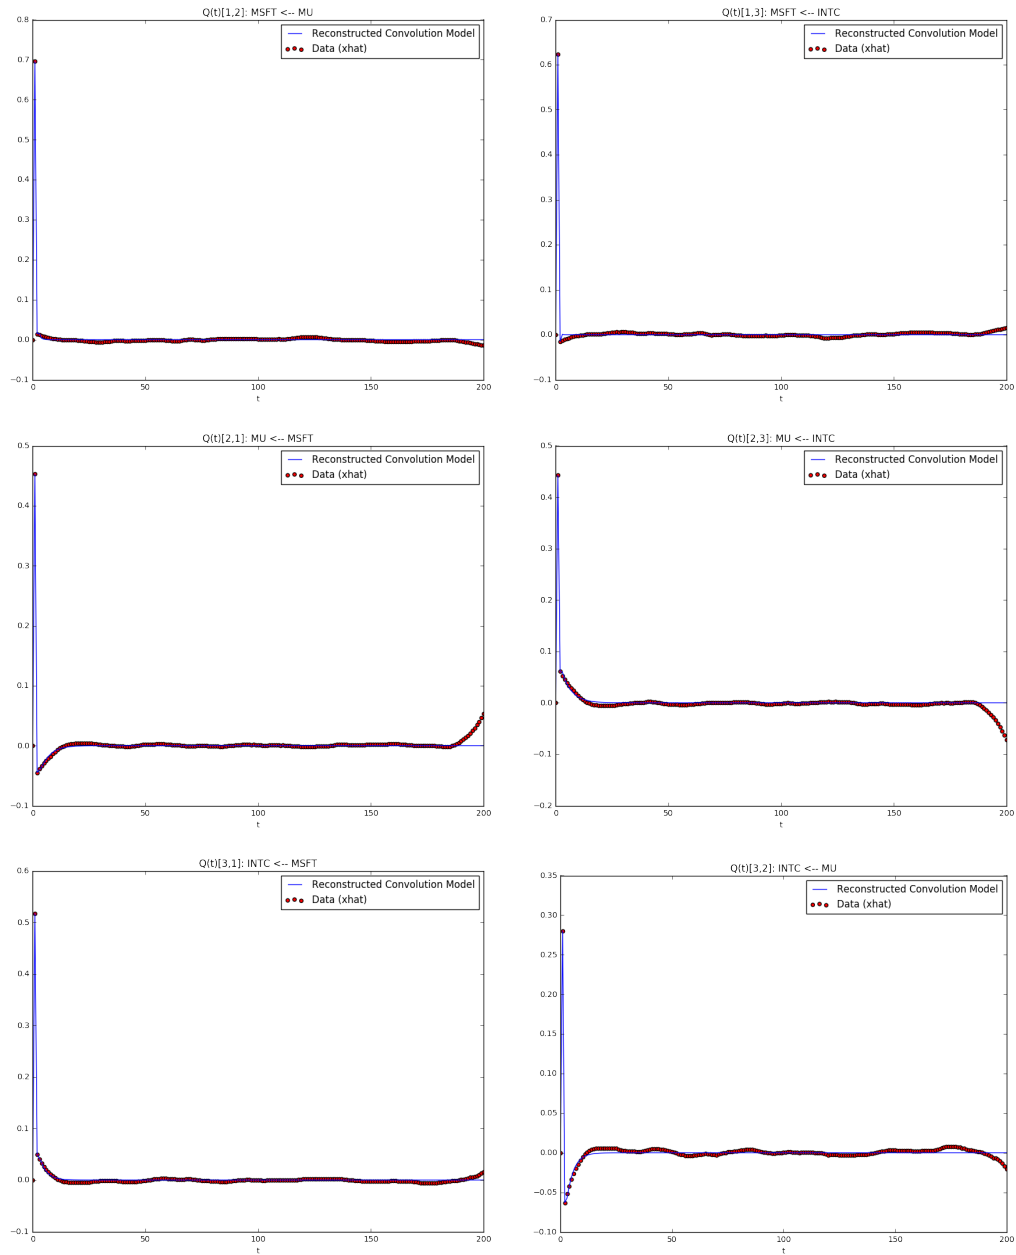 Q(t)[1,2]: MSFT <-- MU
Reconstructed Convolution Model
Data (xhat)
0.8
0.7
0.6
0.5
0.4
0.3
0.2
0.1
0.0
−0.1
0 50 100 150 200
t
Q(t)[1,3]: MSFT <-- INTC
Reconstructed Convolution Model
Data (xhat)
0.7
0.6
0.5
0.4
0.3
0.2
0.1
0.0
−0.1
0 50 100 150 200
t
Q(t)[2,1]: MU <-- MSFT
Reconstructed Convolution Model
Data (xhat)
0.5
0.4
0.3
0.2
0.1
0.0
−0.1
0 50 100 150 200
t
Q(t)[2,3]: MU <-- INTC
Reconstructed Convolution Model
Data (xhat)
0.5
0.4
0.3
0.2
0.1
0.0
−0.1
−0.2
0 50 100 150 200
t
Q(t)[3,1]: INTC <-- MSFT
Reconstructed Convolution Model
Data (xhat)
0.6
0.5
0.4
0.3
0.2
0.1
0.0
−0.1
0 50 100 150 200
t
Q(t)[3,2]: INTC <-- MU
Reconstructed Convolution Model
Data (xhat)
0.35
0.30
0.25
0.20
0.15
0.10
0.05
0.00
−0.05
−0.10
0 50 100 150 200
t